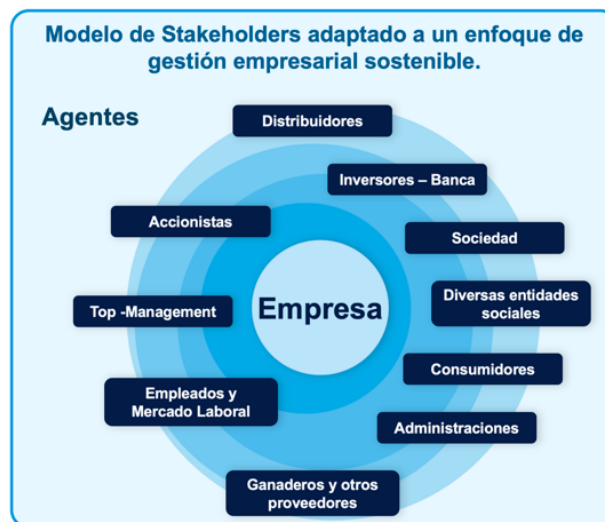 Modelo de Stakeholders adaptado a un enfoque de
gestión empresarial sostenible.
Agentes
Distribuidores
Inversores – Banca
Accionistas
Sociedad
Top -Management
Empresa
Diversas entidades
sociales
Consumidores
Empleados y
Mercado Laboral
Administraciones
Ganaderos y otros
proveedores